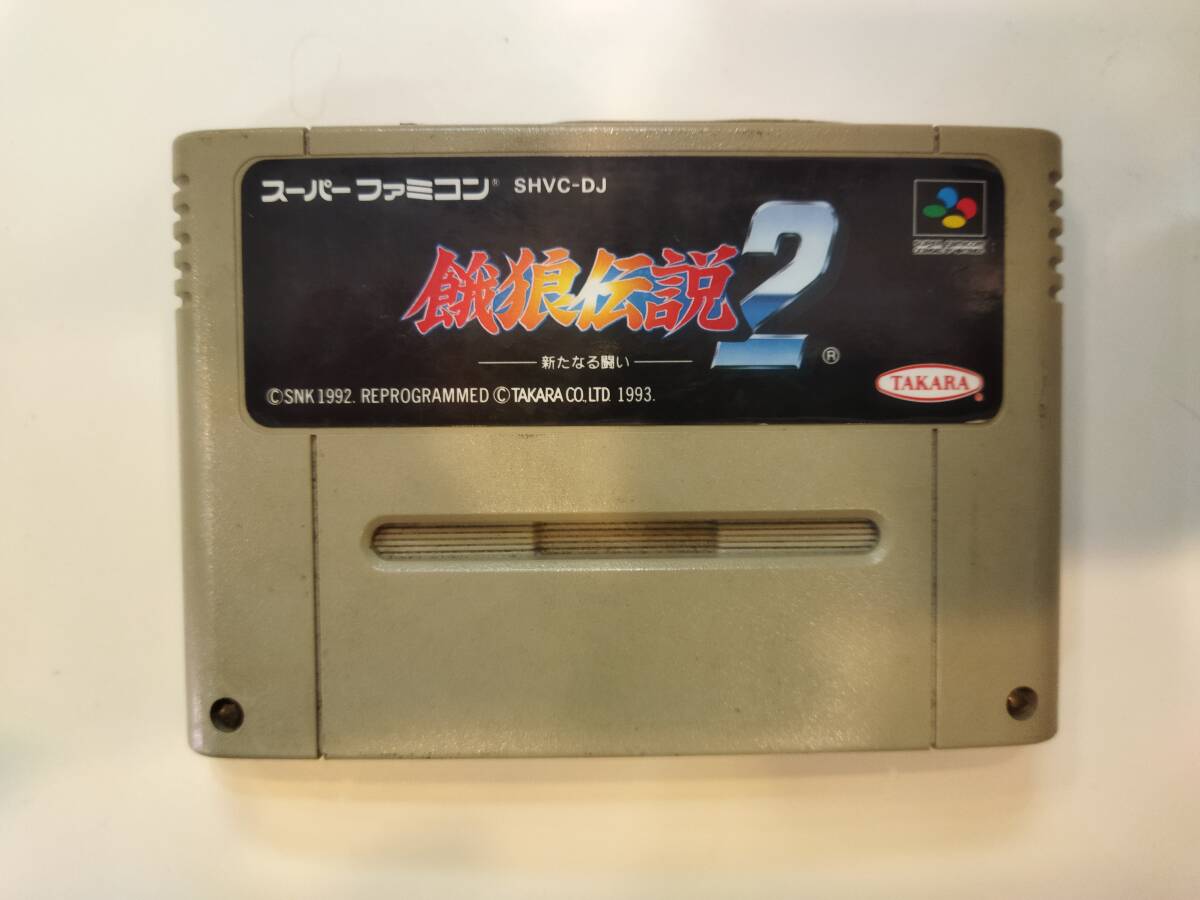 スーパーファミコン® SHVC-DJ
餓狼伝説2
新たなる闘い
®
©SNK 1992. REPROGRAMMED © TAKARA CO., LTD. 1993.
TAKARA®